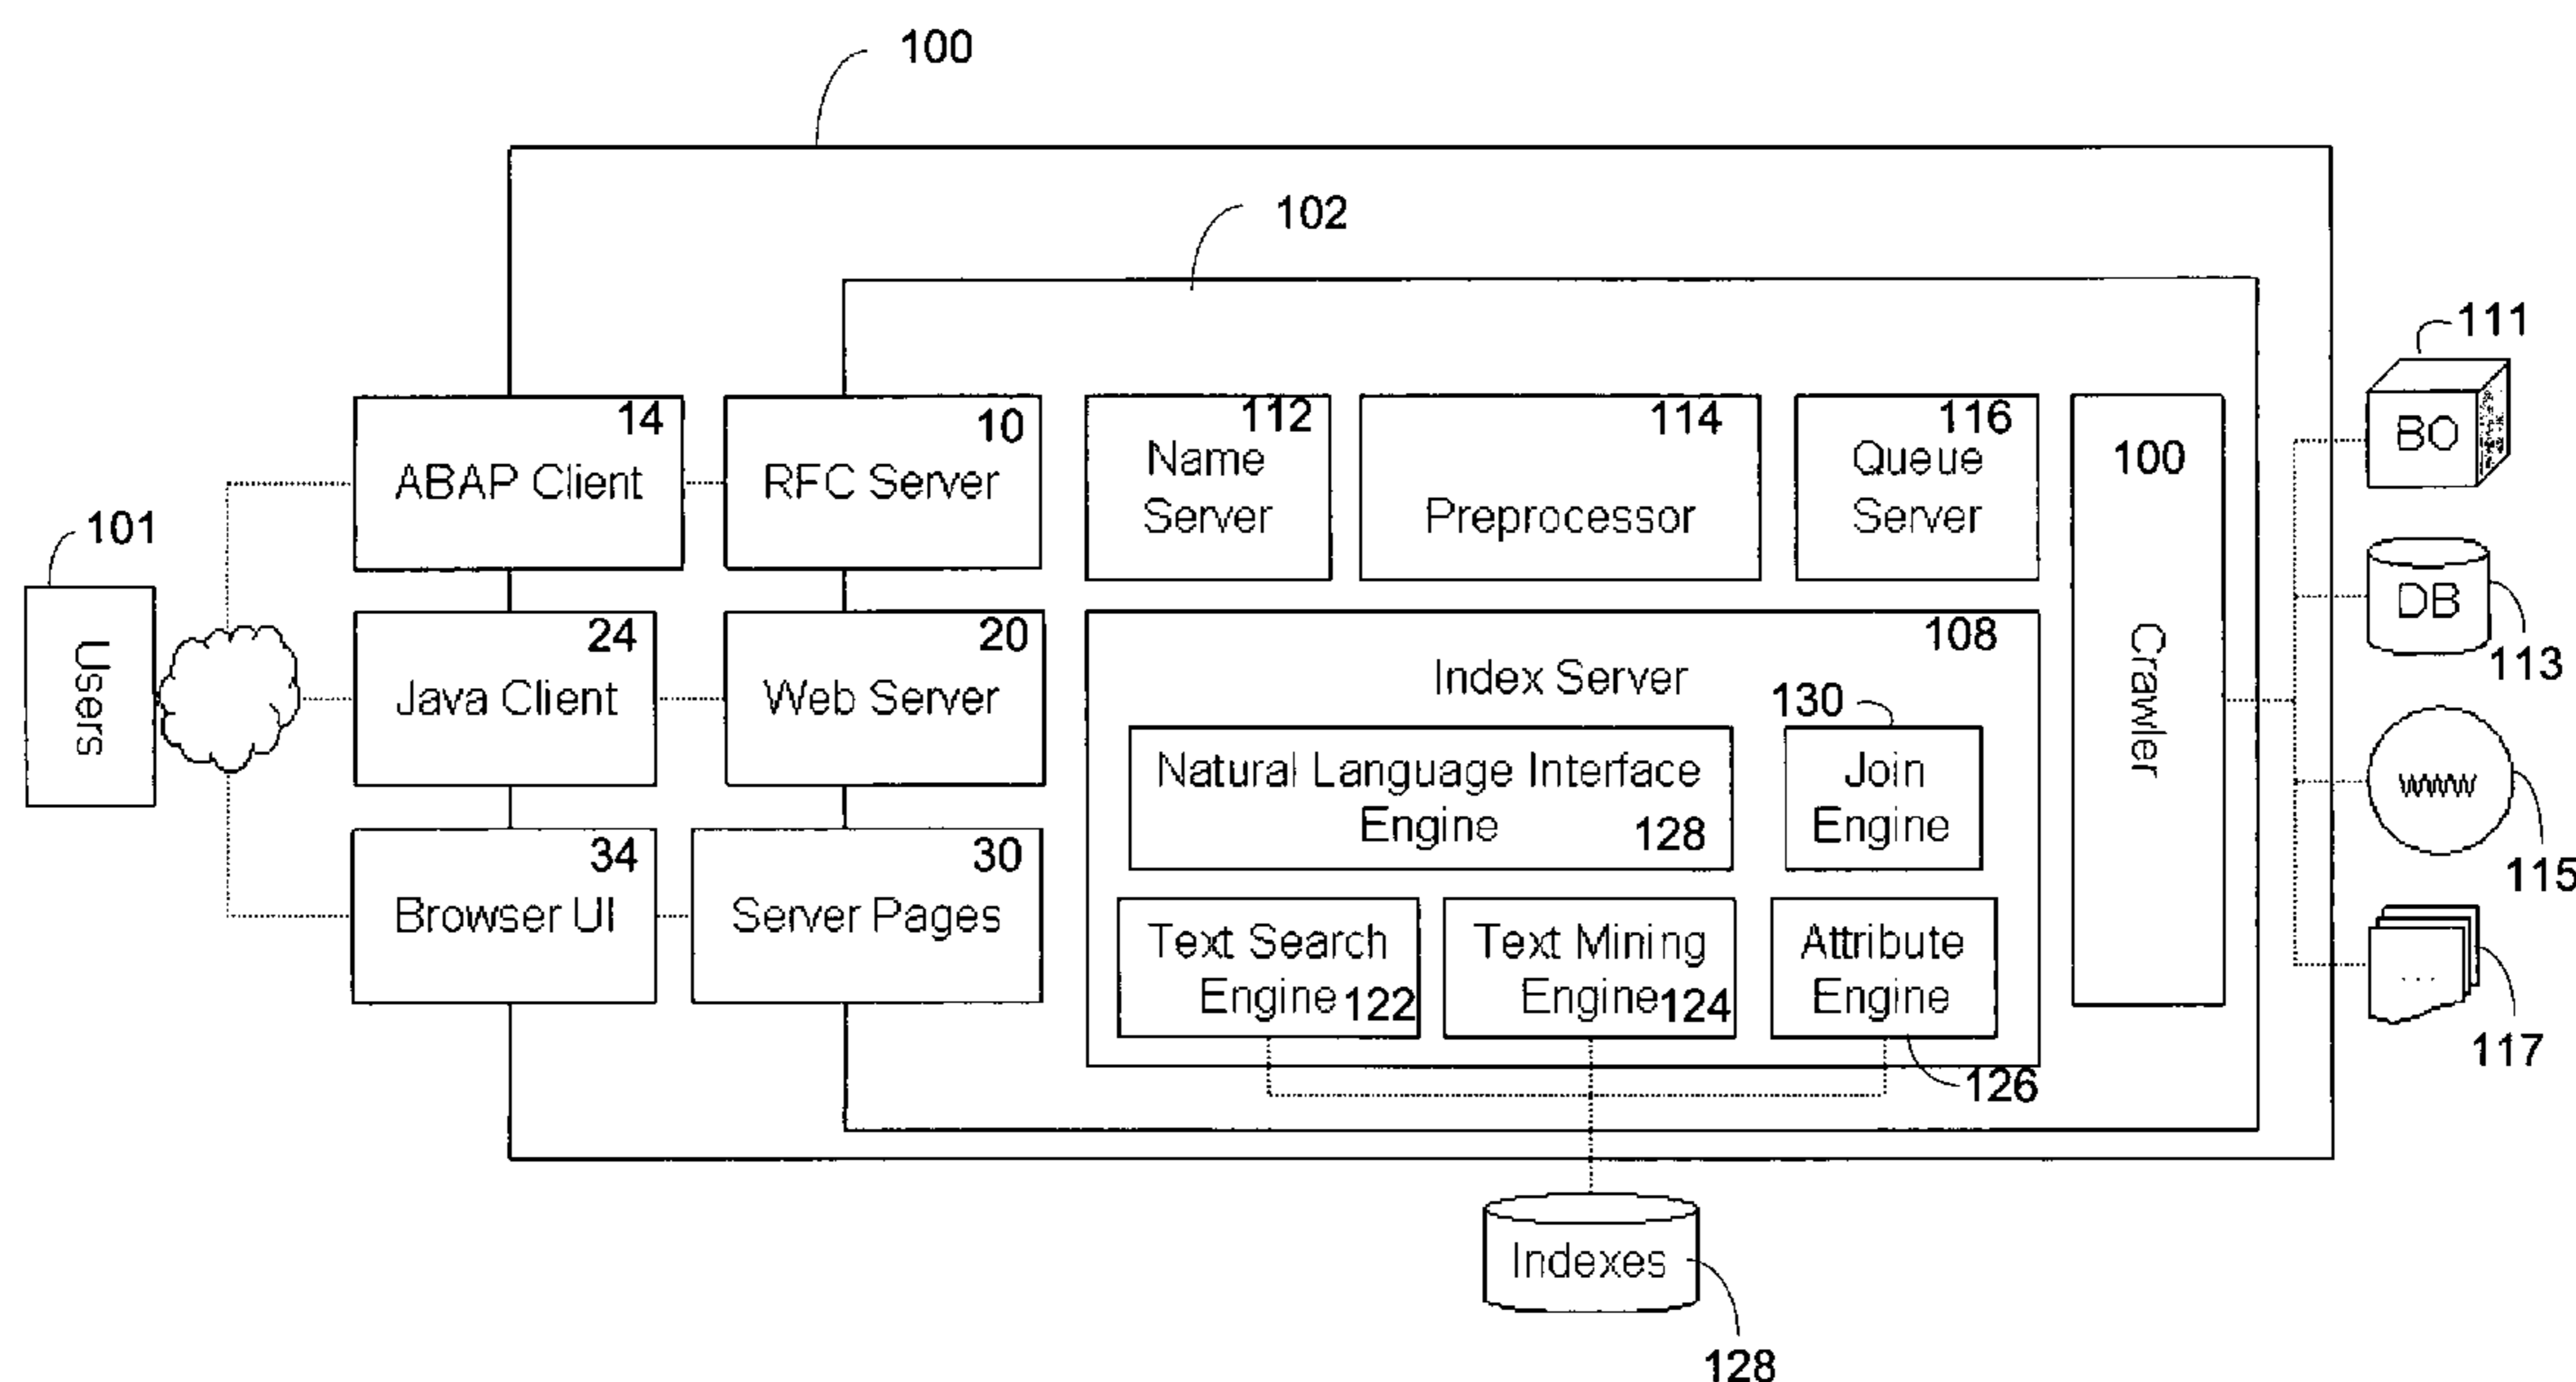 100
102
111
BO
14
ABAP Client
10
RFC Server
112
Name
Server
114
Preprocessor
116
Queue
Server
100
Crawler
101
Users
DB
113
24
Java Client
20
Web Server
108
Index Server
130
Natural Language Interface
Engine 128
Join
Engine
www
115
34
Browser UI
30
Server Pages
Text Search
Engine 122
Text Mining
Engine 124
Attribute
Engine
126
...
117
Indexes
128